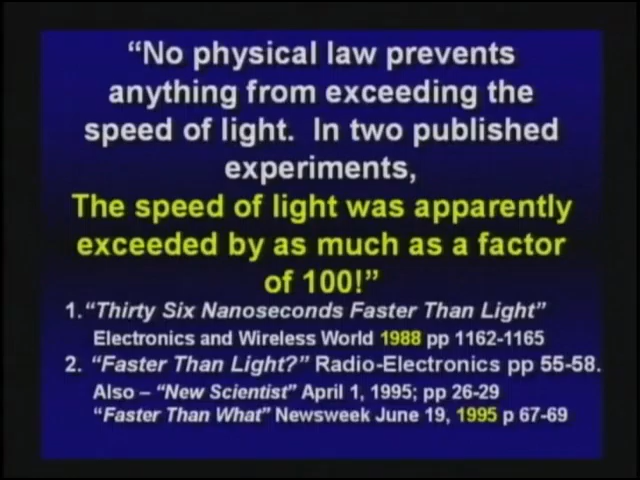 “No physical law prevents
anything from exceeding the
speed of light.  In two published
experiments,
The speed of light was apparently
exceeded by as much as a factor
of 100!”
1.“Thirty Six Nanoseconds Faster Than Light”
Electronics and Wireless World 1988 pp 1162-1165
2. “Faster Than Light?” Radio-Electronics pp 55-58.
Also – “New Scientist” April 1, 1995; pp 26-29
“Faster Than What” Newsweek June 19, 1995 p 67-69